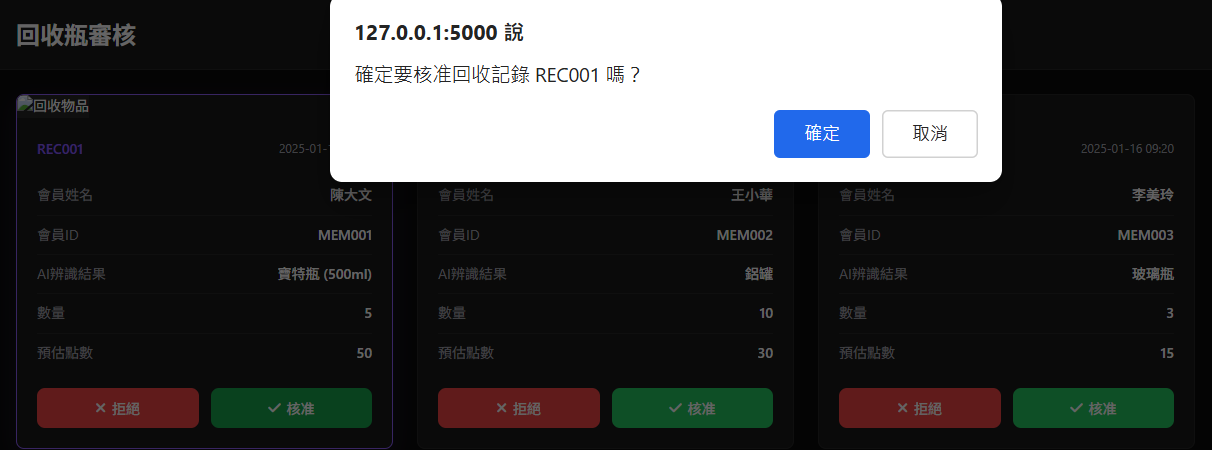 回收瓶審核
127.0.0.1:5000 說
確定要核准回收記錄 REC001 嗎？
確定 取消
回收物品
REC001 2025-01-1
會員姓名 陳大文
會員ID MEM001
AI辨識結果 寶特瓶 (500ml)
數量 5
預估點數 50
✕ 拒絕 ✓ 核准
會員姓名 王小華
會員ID MEM002
AI辨識結果 鋁罐
數量 10
預估點數 30
✕ 拒絕 ✓ 核准
2025-01-16 09:20
會員姓名 李美玲
會員ID MEM003
AI辨識結果 玻璃瓶
數量 3
預估點數 15
✕ 拒絕 ✓ 核准